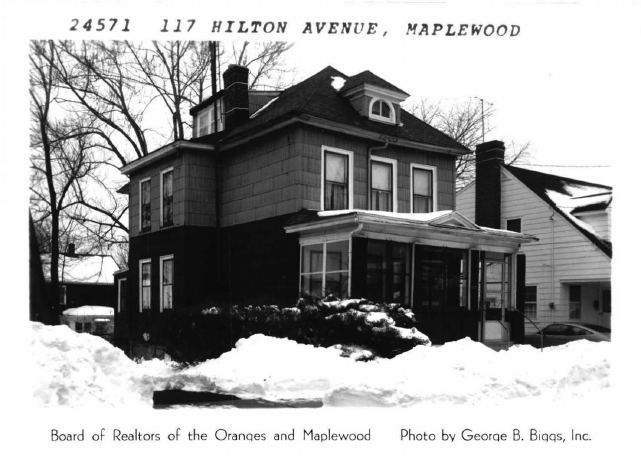 24571 117 HILTON AVENUE, MAPLEWOOD
Board of Realtors of the Oranges and Maplewood Photo by George B. Biggs, Inc.